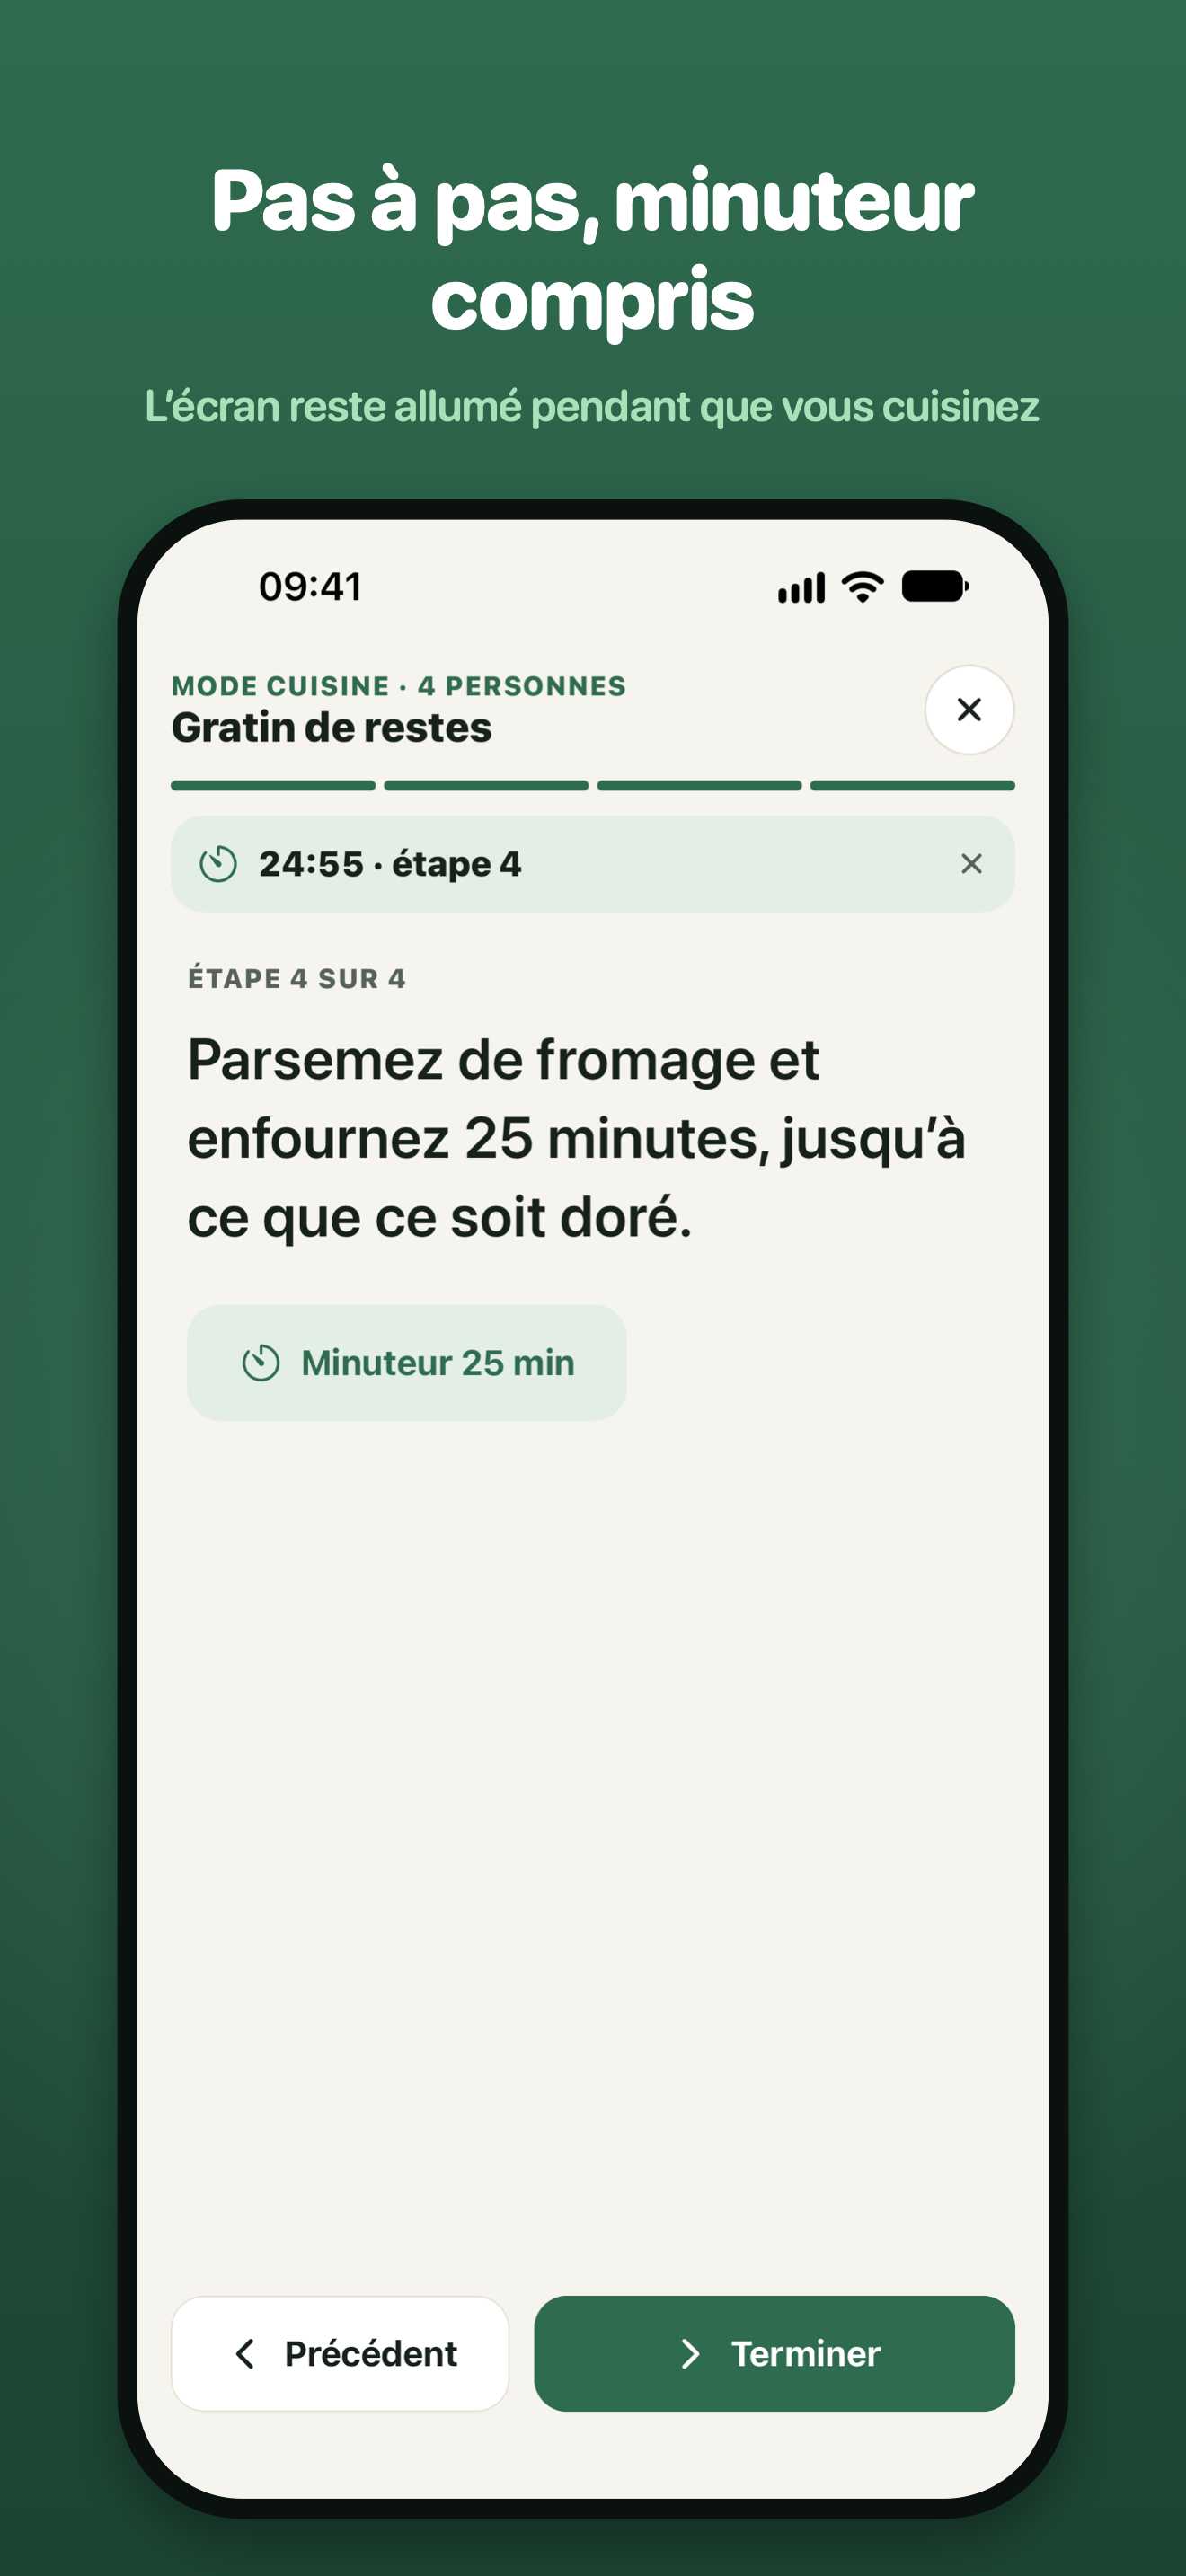 Pas à pas, minuteur
compris
L’écran reste allumé pendant que vous cuisinez
09:41
MODE CUISINE · 4 PERSONNES
Gratin de restes
24:55 · étape 4
ÉTAPE 4 SUR 4
Parsemez de fromage et
enfournez 25 minutes, jusqu’à
ce que ce soit doré.
Minuteur 25 min
Précédent
Terminer